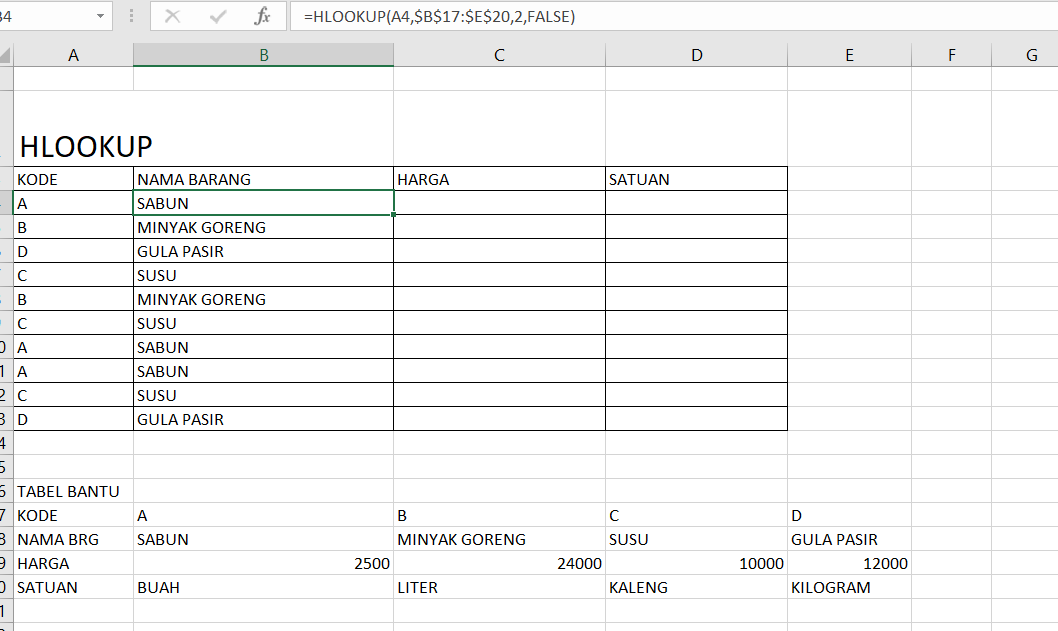 34 fx =HLOOKUP(A4,$B$17:$E$20,2,FALSE)
A B C D E F G
HLOOKUP
KODE NAMA BARANG HARGA SATUAN
A SABUN
B MINYAK GORENG
D GULA PASIR
C SUSU
B MINYAK GORENG
C SUSU
0 A SABUN
1 A SABUN
2 C SUSU
3 D GULA PASIR
4
5
6 TABEL BANTU
7 KODE A B C D
8 NAMA BRG SABUN MINYAK GORENG SUSU GULA PASIR
9 HARGA 2500 24000 10000 12000
0 SATUAN BUAH LITER KALENG KILOGRAM
1